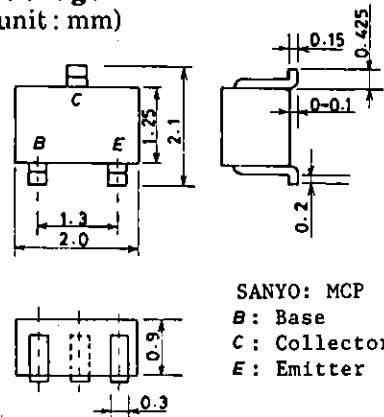 unit : mm)
0.15
0.425
C
B
E
1.25
2.1
0-0.1
1.3
2.0
0.2
0.9
0.3
SANYO: MCP
B: Base
C: Collector
E: Emitter